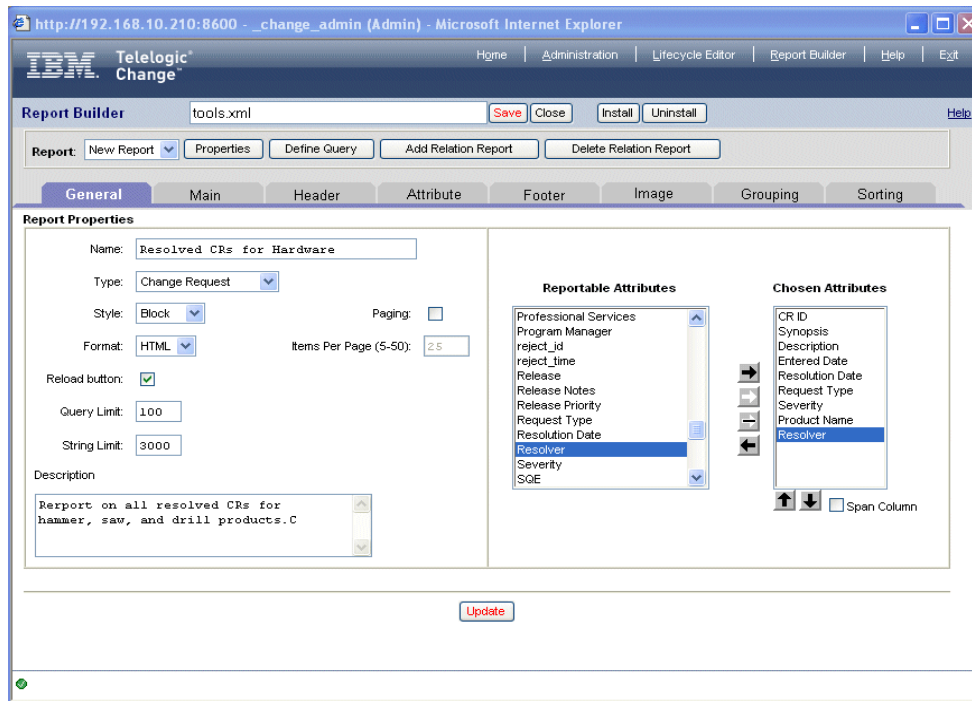 http://192.168.10.210:8600 - _change_admin (Admin) - Microsoft Internet Explorer
IBM. Telelogic® Change™
Home | Administration | Lifecycle Editor | Report Builder | Help | Exit
Report Builder tools.xml Save Close Install Uninstall Help
Report: New Report Properties Define Query Add Relation Report Delete Relation Report
General Main Header Attribute Footer Image Grouping Sorting
Report Properties
Name: Resolved CRs for Hardware
Type: Change Request
Style: Block Paging:
Format: HTML Items Per Page (5-50): 25
Reload button:
Query Limit: 100
String Limit: 3000
Description
Rerport on all resolved CRs for
hammer, saw, and drill products.C
Reportable Attributes
Professional Services
Program Manager
reject_id
reject_time
Release
Release Notes
Release Priority
Request Type
Resolution Date
Resolver
Severity
SQE
Chosen Attributes
CR ID
Synopsis
Description
Entered Date
Resolution Date
Request Type
Severity
Product Name
Resolver
Span Column
Update